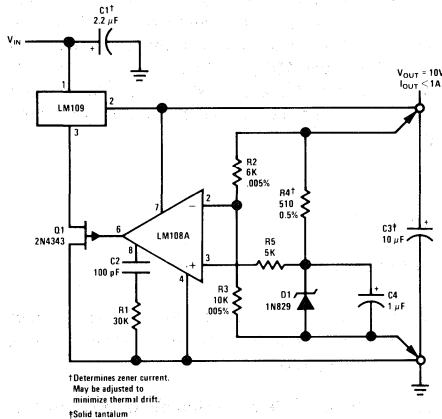 C1†
2.2 µF
+
VIN
1
LM109
2
3
VOUT = 10V
IOUT < 1A
7
R2
6K
.005%
R4†
510
0.5%
Q1
2N4343
6
LM108A
−
2
8
C2
100 pF
+
3
4
R5
5K
C3†
10 µF
+
R1
30K
R3
10K
.005%
D1
1N829
C4
1 µF
+
†Determines zener current.
May be adjusted to
minimize thermal drift.
‡Solid tantalum